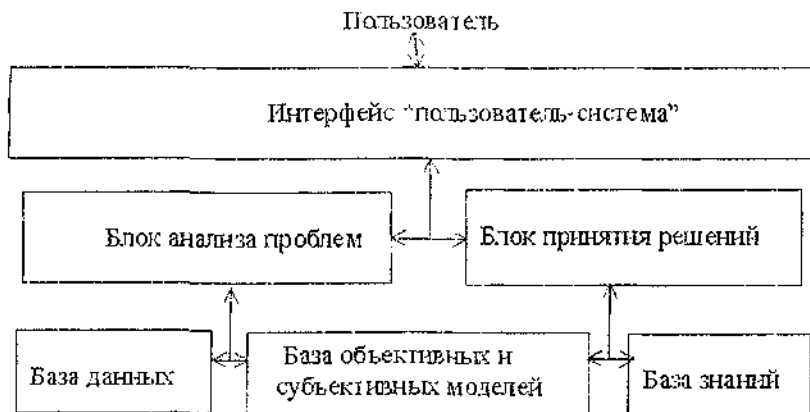 Пользователь
Интерфейс “пользователь-система”
Блок анализа проблем
Блок принятия решений
База данных
База объективных и
субъективных моделей
База знаний